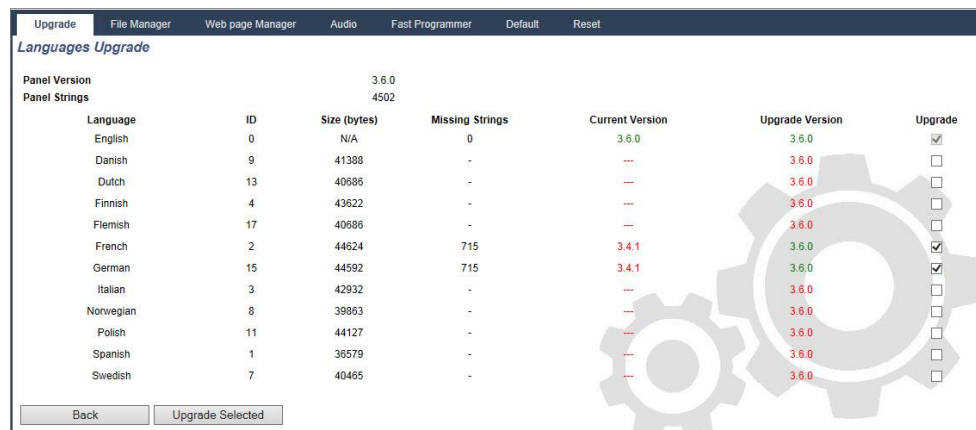 Upgrade File Manager Web page Manager Audio Fast Programmer Default Reset
Languages Upgrade
Panel Version 3.6.0
Panel Strings 4502
Language ID Size (bytes) Missing Strings Current Version Upgrade Version Upgrade
English 0 N/A 0 3.6.0 3.6.0
Danish 9 41388 - --- 3.6.0
Dutch 13 40686 - --- 3.6.0
Finnish 4 43622 - --- 3.6.0
Flemish 17 40686 - --- 3.6.0
French 2 44624 715 3.4.1 3.6.0
German 15 44592 715 3.4.1 3.6.0
Italian 3 42932 - --- 3.6.0
Norwegian 8 39863 - --- 3.6.0
Polish 11 44127 - --- 3.6.0
Spanish 1 36579 - --- 3.6.0
Swedish 7 40465 - --- 3.6.0
Back Upgrade Selected